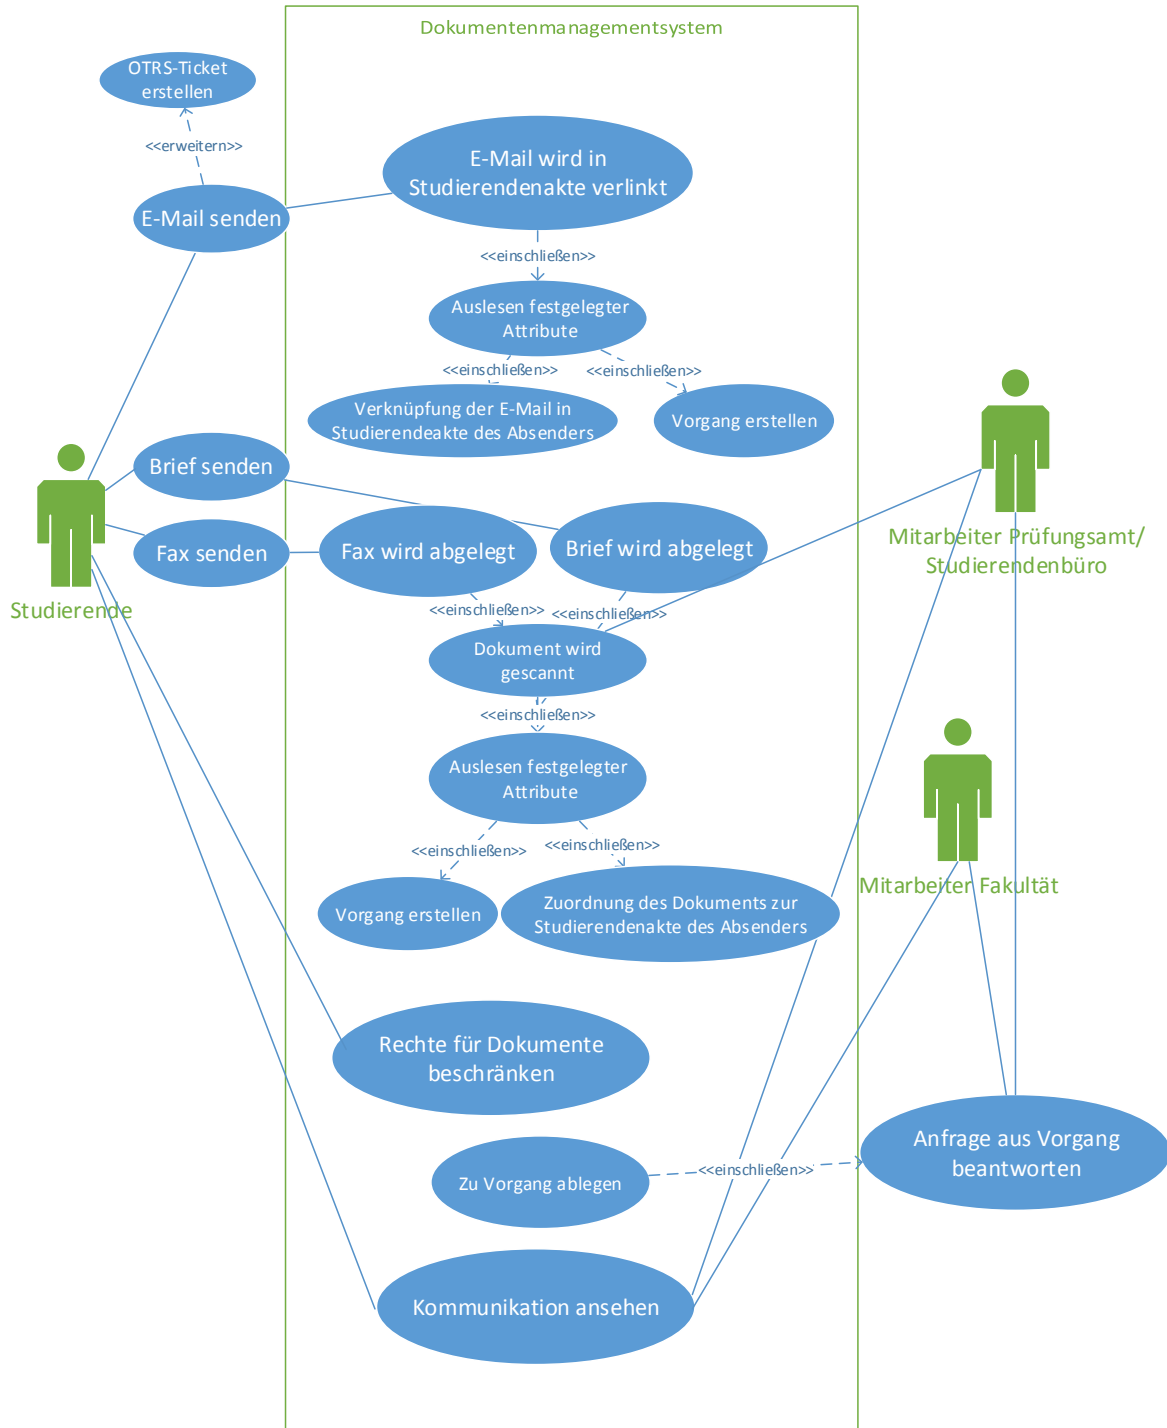 Dokumentenmanagementsystem
OTRS-Ticket
erstellen
<<erweitern>>
E-Mail wird in
Studierendenakte verlinkt
E-Mail senden
<<einschließen>>
Auslesen festgelegter
Attribute
<<einschließen>>
<<einschließen>>
Verknüpfung der E-Mail in
Studierendeakte des Absenders
Vorgang erstellen
Brief senden
Fax senden
Fax wird abgelegt
Brief wird abgelegt
Mitarbeiter Prüfungsamt/
Studierendenbüro
Studierende
<<einschließen>>
<<einschließen>>
Dokument wird
gescannt
<<einschließen>>
Auslesen festgelegter
Attribute
<<einschließen>>
<<einschließen>>
Mitarbeiter Fakultät
Vorgang erstellen
Zuordnung des Dokuments zur
Studierendenakte des Absenders
Rechte für Dokumente
beschränken
Anfrage aus Vorgang
beantworten
<<einschließen>>
Zu Vorgang ablegen
Kommunikation ansehen